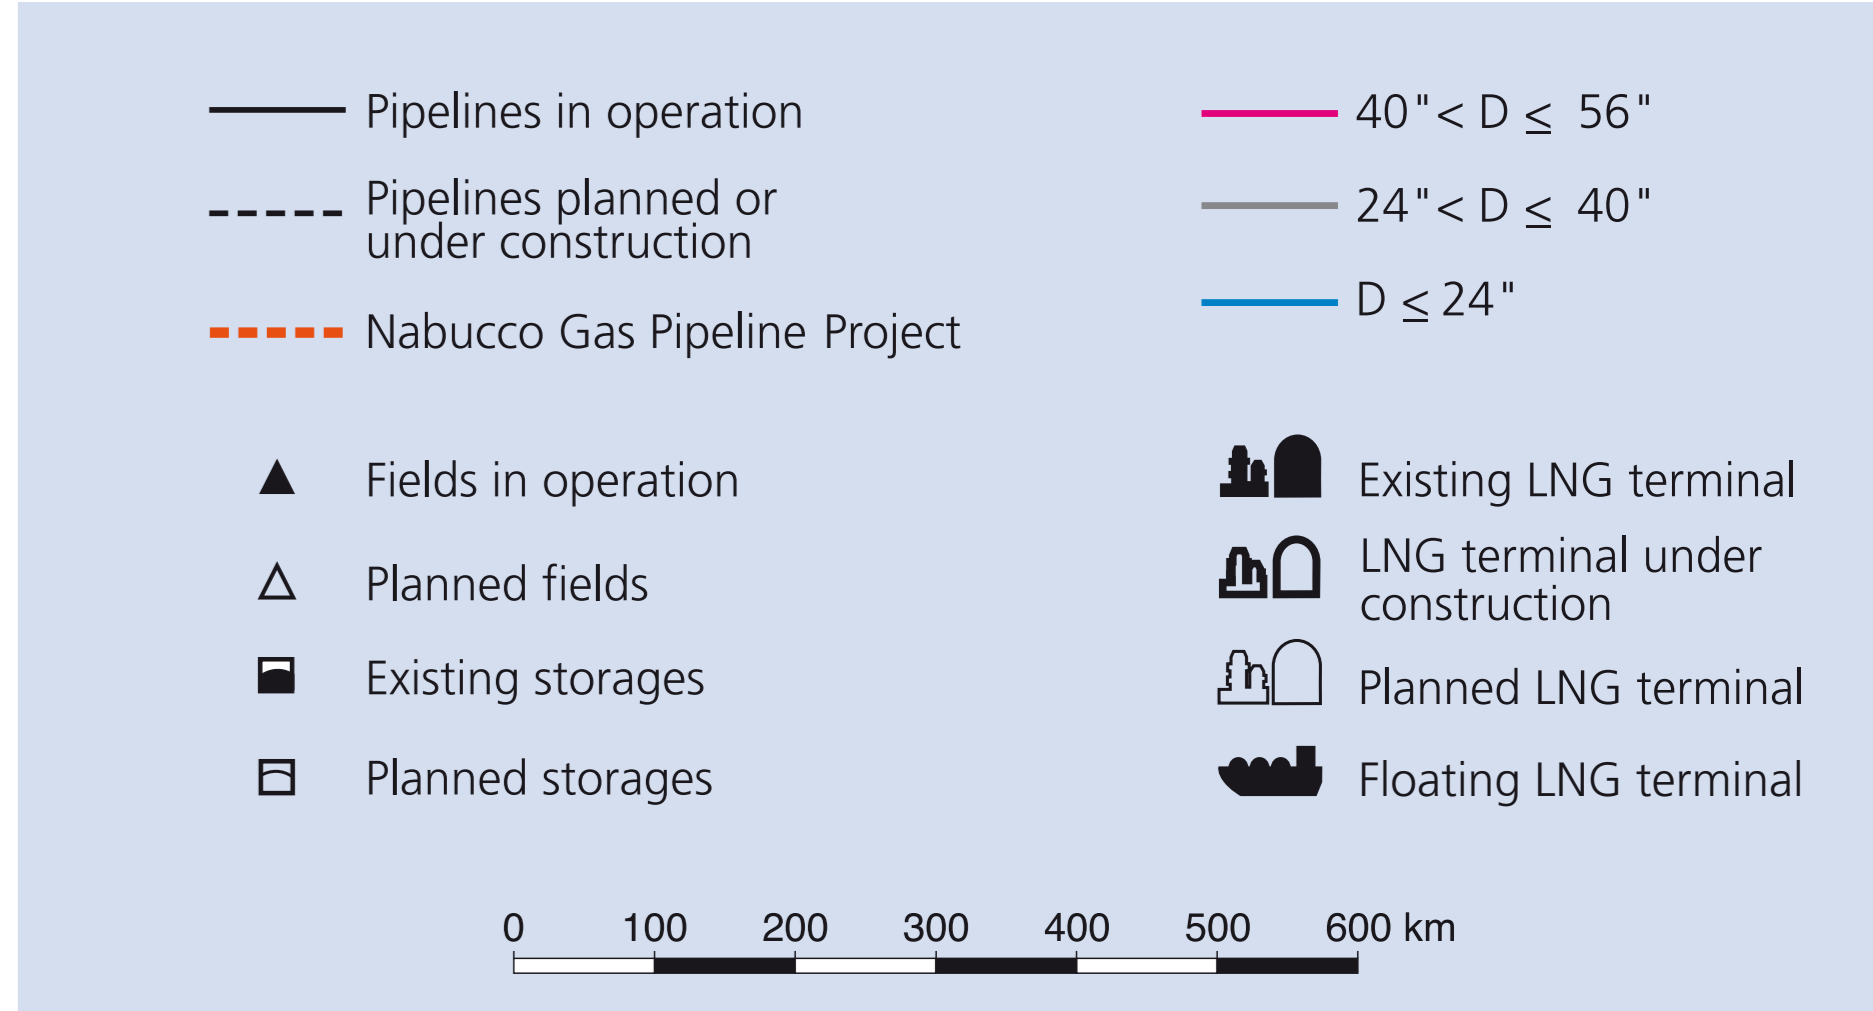 Pipelines in operation
Pipelines planned or
under construction
Nabucco Gas Pipeline Project
Fields in operation
Planned fields
Existing storages
Planned storages
40"< D ≤ 56"
24"< D ≤ 40"
D ≤ 24"
Existing LNG terminal
LNG terminal under
construction
Planned LNG terminal
Floating LNG terminal
0 100 200 300 400 500 600 km